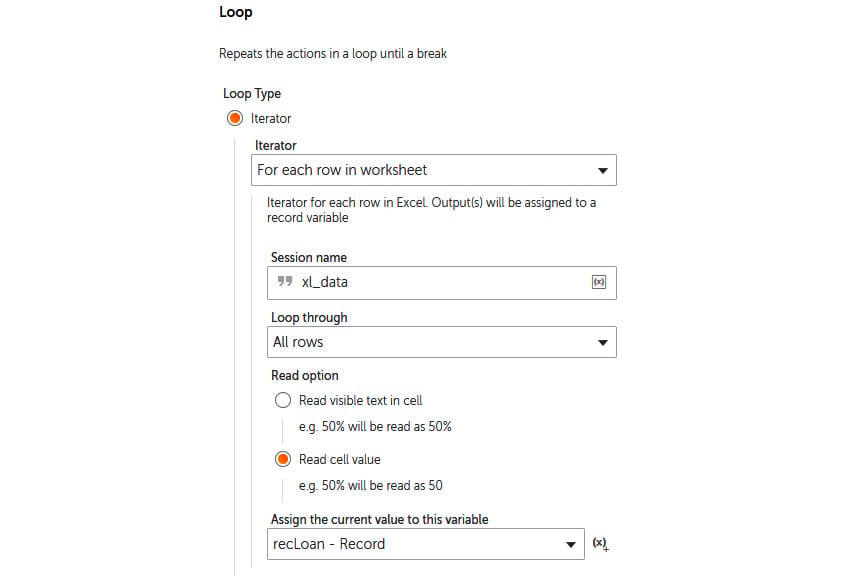 Loop
Repeats the actions in a loop until a break
Loop Type
Iterator
Iterator
For each row in worksheet
Iterator for each row in Excel. Output(s) will be assigned to a
record variable
Session name
xl_data
(x)
Loop through
All rows
Read option
Read visible text in cell
e.g. 50% will be read as 50%
Read cell value
e.g. 50% will be read as 50
Assign the current value to this variable
recLoan - Record
(x)+